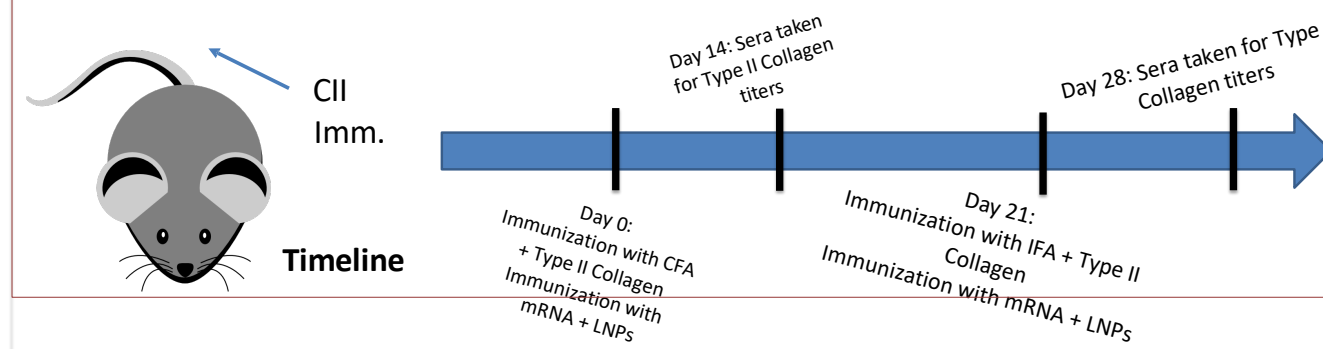 CII
Imm.
Timeline
Day 0:
Immunization with CFA
+ Type II Collagen
Immunization with
mRNA + LNPs
Day 14: Sera taken
for Type II Collagen
titers
Day 21:
Immunization with IFA + Type II
Collagen
Immunization with mRNA + LNPs
Day 28: Sera taken for Type
Collagen titers